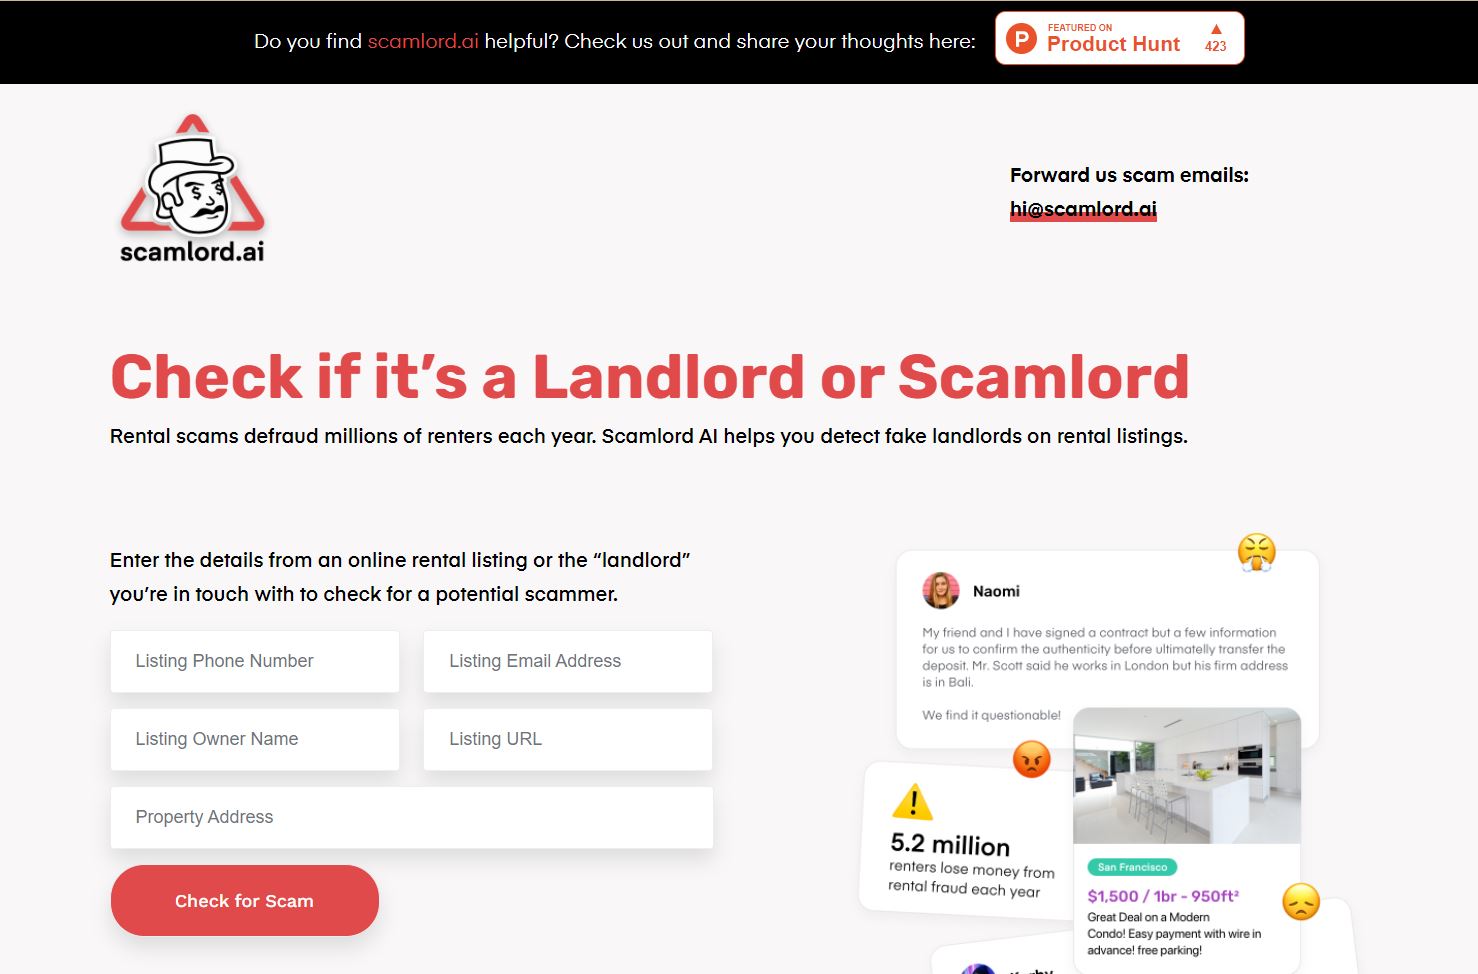 Do you find scamlord.ai helpful? Check us out and share your thoughts here:
FEATURED ON
Product Hunt
423
scamlord.ai
Forward us scam emails:
hi@scamlord.ai
Check if it’s a Landlord or Scamlord
Rental scams defraud millions of renters each year. Scamlord AI helps you detect fake landlords on rental listings.
Enter the details from an online rental listing or the “landlord”
you’re in touch with to check for a potential scammer.
Listing Phone Number
Listing Email Address
Listing Owner Name
Listing URL
Property Address
Check for Scam
Naomi
My friend and I have signed a contract but a few information
for us to confirm the authenticity before ultimatelly transfer the
deposit. Mr. Scott said he works in London but his firm address
is in Bali.
We find it questionable!
5.2 million
renters lose money from
rental fraud each year
San Francisco
$1,500 / 1br - 950ft²
Great Deal on a Modern
Condo! Easy payment with wire in
advance! free parking!